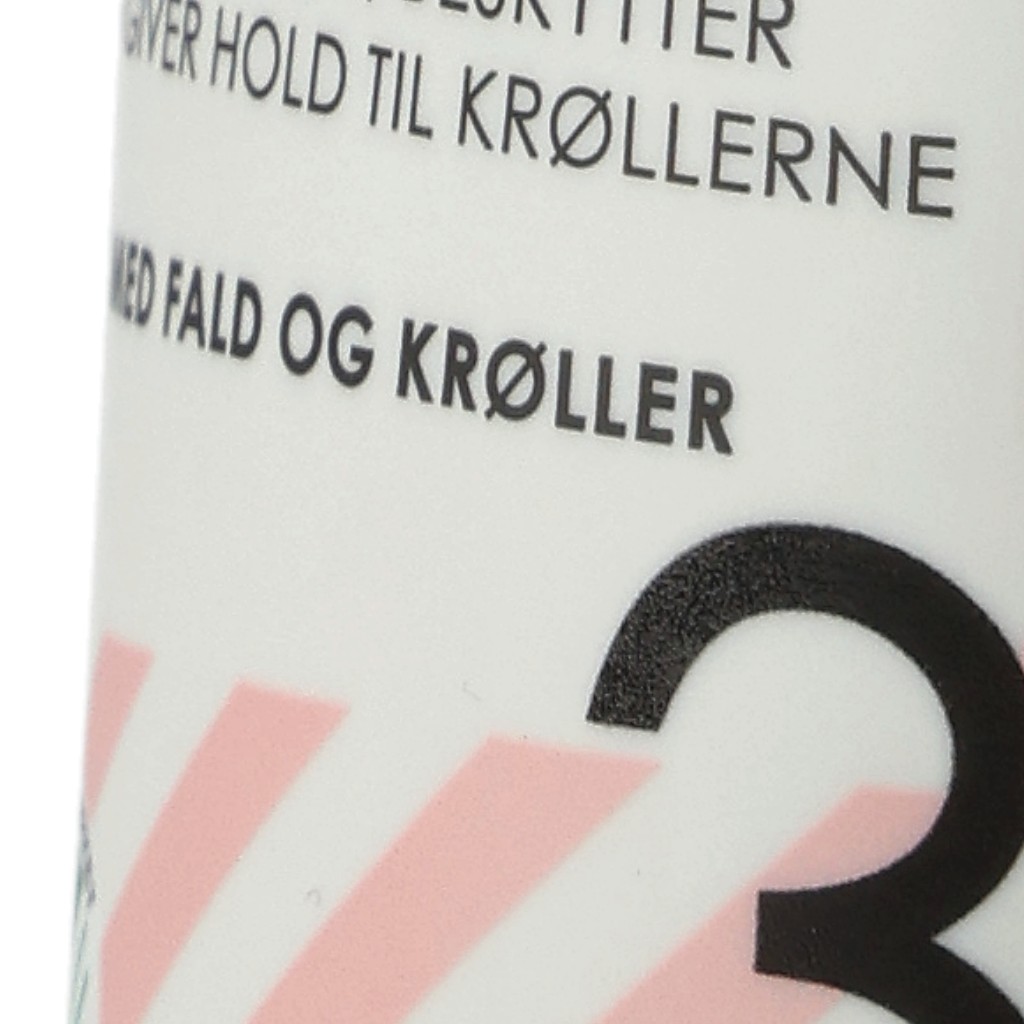 GIVER HOLD TIL KRØLLERNE
MED FALD OG KRØLLER
3